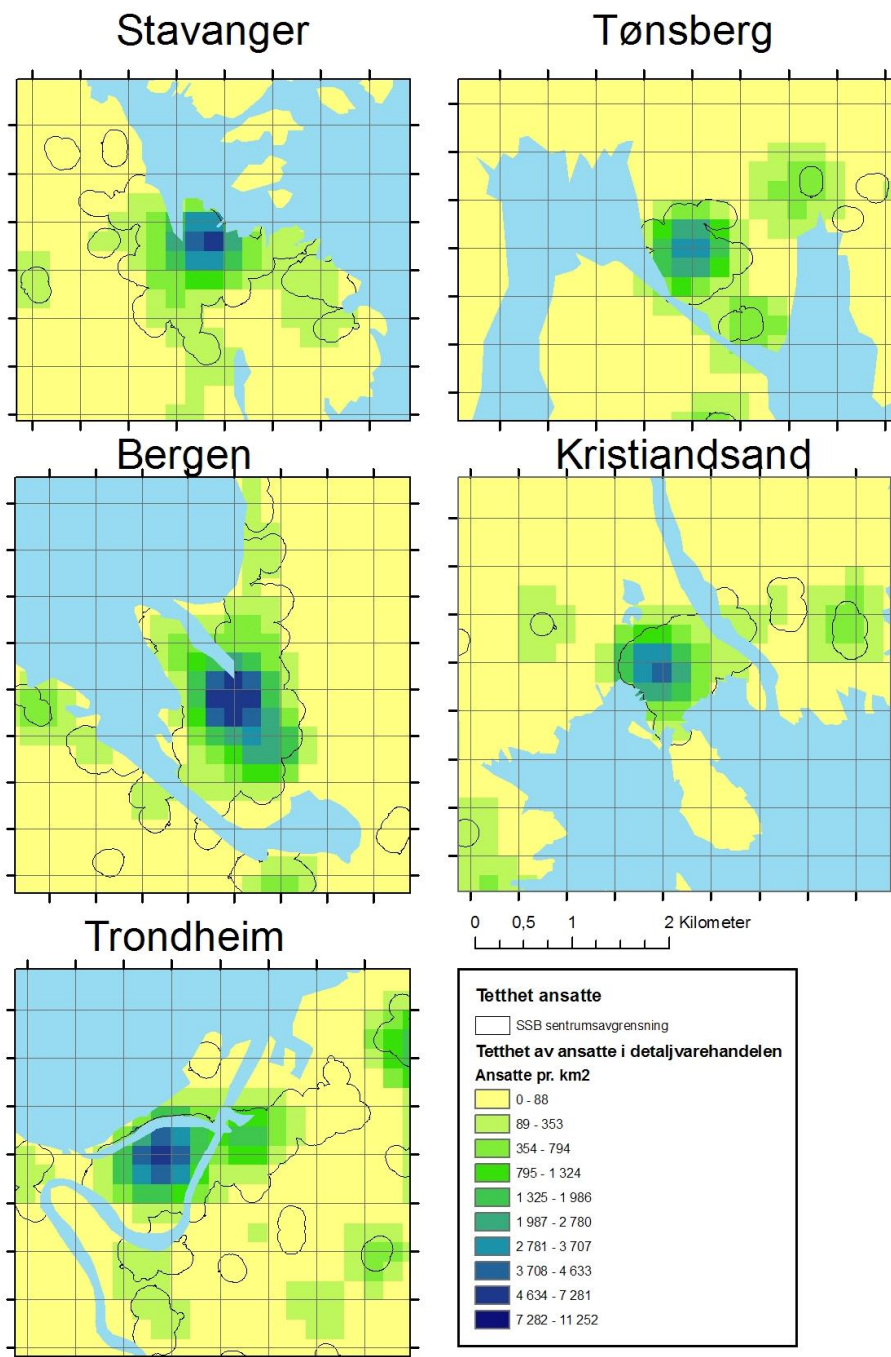 Stavanger
Tønsberg
Bergen
Kristiandsand
0 0,5 1 2 Kilometer
Trondheim
Tetthet ansatte
SSB sentrumsavgrensning
Tetthet av ansatte i detaljvarehandelen
Ansatte pr. km2
0 - 88
89 - 353
354 - 794
795 - 1 324
1 325 - 1 986
1 987 - 2 780
2 781 - 3 707
3 708 - 4 633
4 634 - 7 281
7 282 - 11 252